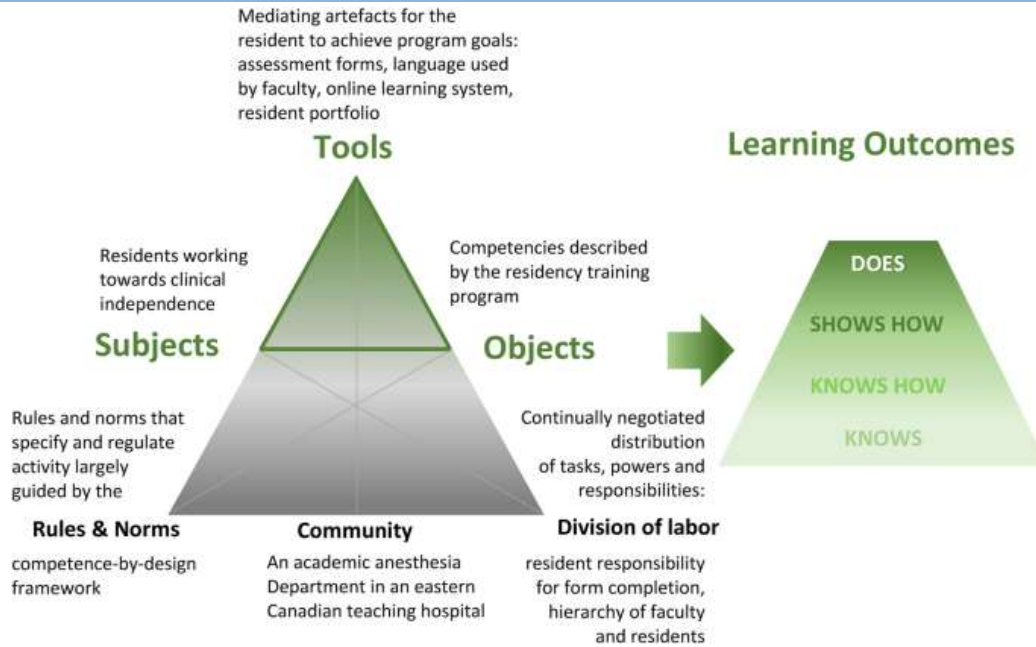 Mediating artefacts for the
resident to achieve program goals:
assessment forms, language used
by faculty, online learning system,
resident portfolio
Tools
Learning Outcomes
Residents working
towards clinical
independence
Subjects
Competencies described
by the residency training
program
Objects
DOES
SHOWS HOW
KNOWS HOW
KNOWS
Rules and norms that
specify and regulate
activity largely
guided by the
Rules & Norms
competence-by-design
framework
Community
An academic anesthesia
Department in an eastern
Canadian teaching hospital
Continually negotiated
distribution
of tasks, powers and
responsibilities:
Division of labor
resident responsibility
for form completion,
hierarchy of faculty
and residents